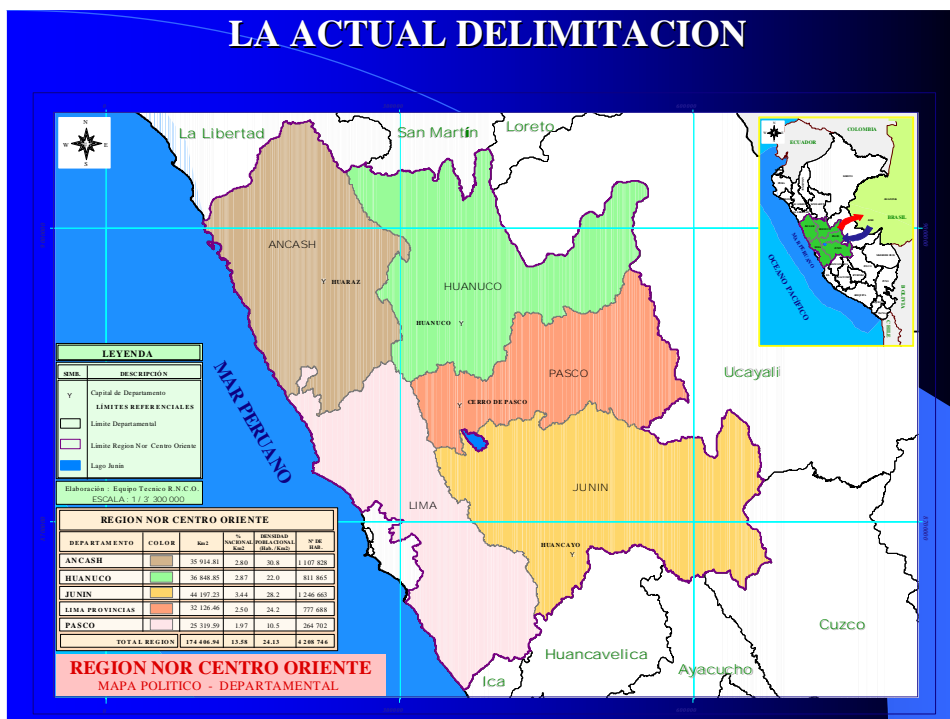 LA ACTUAL DELIMITACION
N
W E
S
La Libertad
San Martín
Loreto
ANCASH
HUARAZ
HUANUCO
HUANUCO
PASCO
CERRO DE PASCO
Ucayali
MAR PERUANO
LIMA
JUNIN
HUANCAYO
Cuzco
Huancavelica
Ayacucho
Ica
COLOMBIA
ECUADOR
BRASIL
MAR PERUANO
OCEANO PACÍFICO
BOLIVIA
CHILE
LEYENDA
SIMB. DESCRIPCIÓN
Y Capital de Departamento
LÍMITES REFERENCIALES
Límite Departamental
Límite Region Nor Centro Oriente
Lago Junín
Elaboración : Equipo Tecnico R.N.C.O.
ESCALA : 1 / 3' 300 000
REGION NOR CENTRO ORIENTE
DEPARTAMENTO COLOR Km2 % NACIONAL Km2 DENSIDAD POBLACIONAL (Hab. /Km2) Nº DE HAB.
ANCASH 35 914.81 2.80 30.8 1 107 828
HUANUCO 36 848.85 2.87 22.0 811 865
JUNIN 44 197.23 3.44 28.2 1 246 663
LIMA PROVINCIAS 32 126.46 2.50 24.2 777 688
PASCO 25 319.59 1.97 10.5 264 702
TOTAL REGION 174 406.94 13.58 24.13 4 208 746
REGION NOR CENTRO ORIENTE
MAPA POLITICO - DEPARTAMENTAL